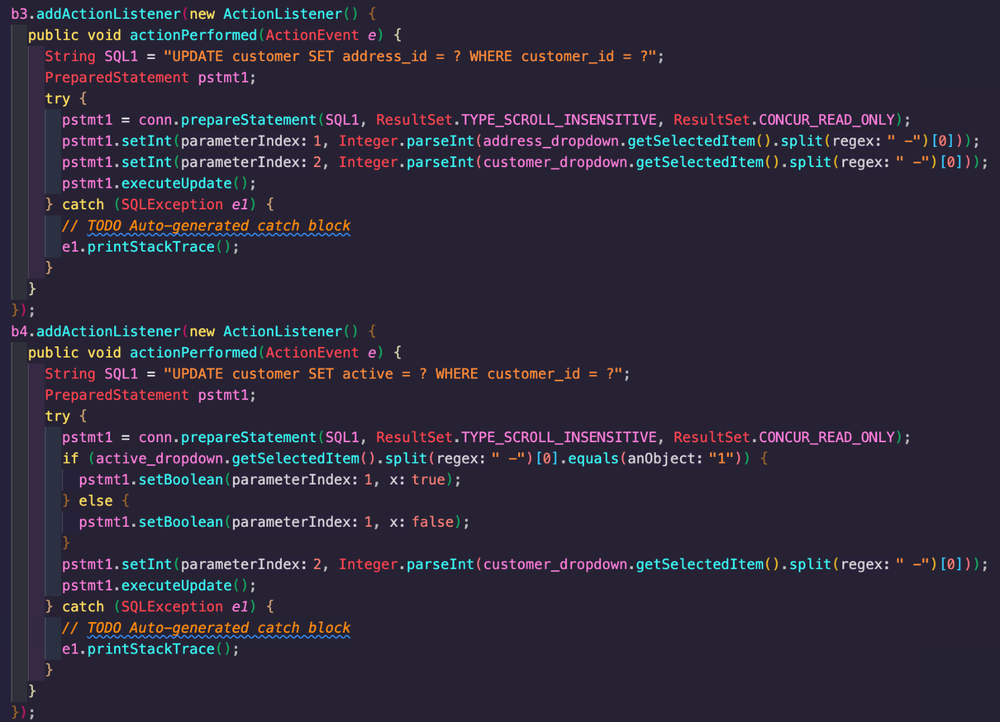 b3.addActionListener(new ActionListener() {
public void actionPerformed(ActionEvent e) {
String SQL1 = "UPDATE customer SET address_id = ? WHERE customer_id = ?";
PreparedStatement pstmt1;
try {
pstmt1 = conn.prepareStatement(SQL1, ResultSet.TYPE_SCROLL_INSENSITIVE, ResultSet.CONCUR_READ_ONLY);
pstmt1.setInt(parameterIndex: 1, Integer.parseInt(address_dropdown.getSelectedItem().split(regex: " -")[0]));
pstmt1.setInt(parameterIndex: 2, Integer.parseInt(customer_dropdown.getSelectedItem().split(regex: " -")[0]));
pstmt1.executeUpdate();
} catch (SQLException e1) {
// TODO Auto-generated catch block
e1.printStackTrace();
}
}
});
b4.addActionListener(new ActionListener() {
public void actionPerformed(ActionEvent e) {
String SQL1 = "UPDATE customer SET active = ? WHERE customer_id = ?";
PreparedStatement pstmt1;
try {
pstmt1 = conn.prepareStatement(SQL1, ResultSet.TYPE_SCROLL_INSENSITIVE, ResultSet.CONCUR_READ_ONLY);
if (active_dropdown.getSelectedItem().split(regex: " -")[0].equals(anObject: "1")) {
pstmt1.setBoolean(parameterIndex: 1, x: true);
} else {
pstmt1.setBoolean(parameterIndex: 1, x: false);
}
pstmt1.setInt(parameterIndex: 2, Integer.parseInt(customer_dropdown.getSelectedItem().split(regex: " -")[0]));
pstmt1.executeUpdate();
} catch (SQLException e1) {
// TODO Auto-generated catch block
e1.printStackTrace();
}
}
});